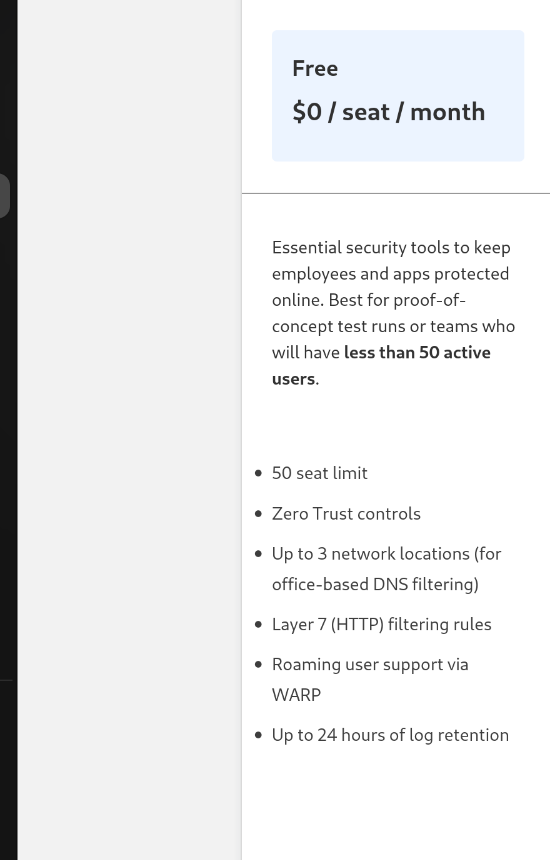 Free
$0 / seat / month
Essential security tools to keep
employees and apps protected
online. Best for proof-of-
concept test runs or teams who
will have less than 50 active
users.
50 seat limit
Zero Trust controls
Up to 3 network locations (for
office-based DNS filtering)
Layer 7 (HTTP) filtering rules
Roaming user support via
WARP
Up to 24 hours of log retention